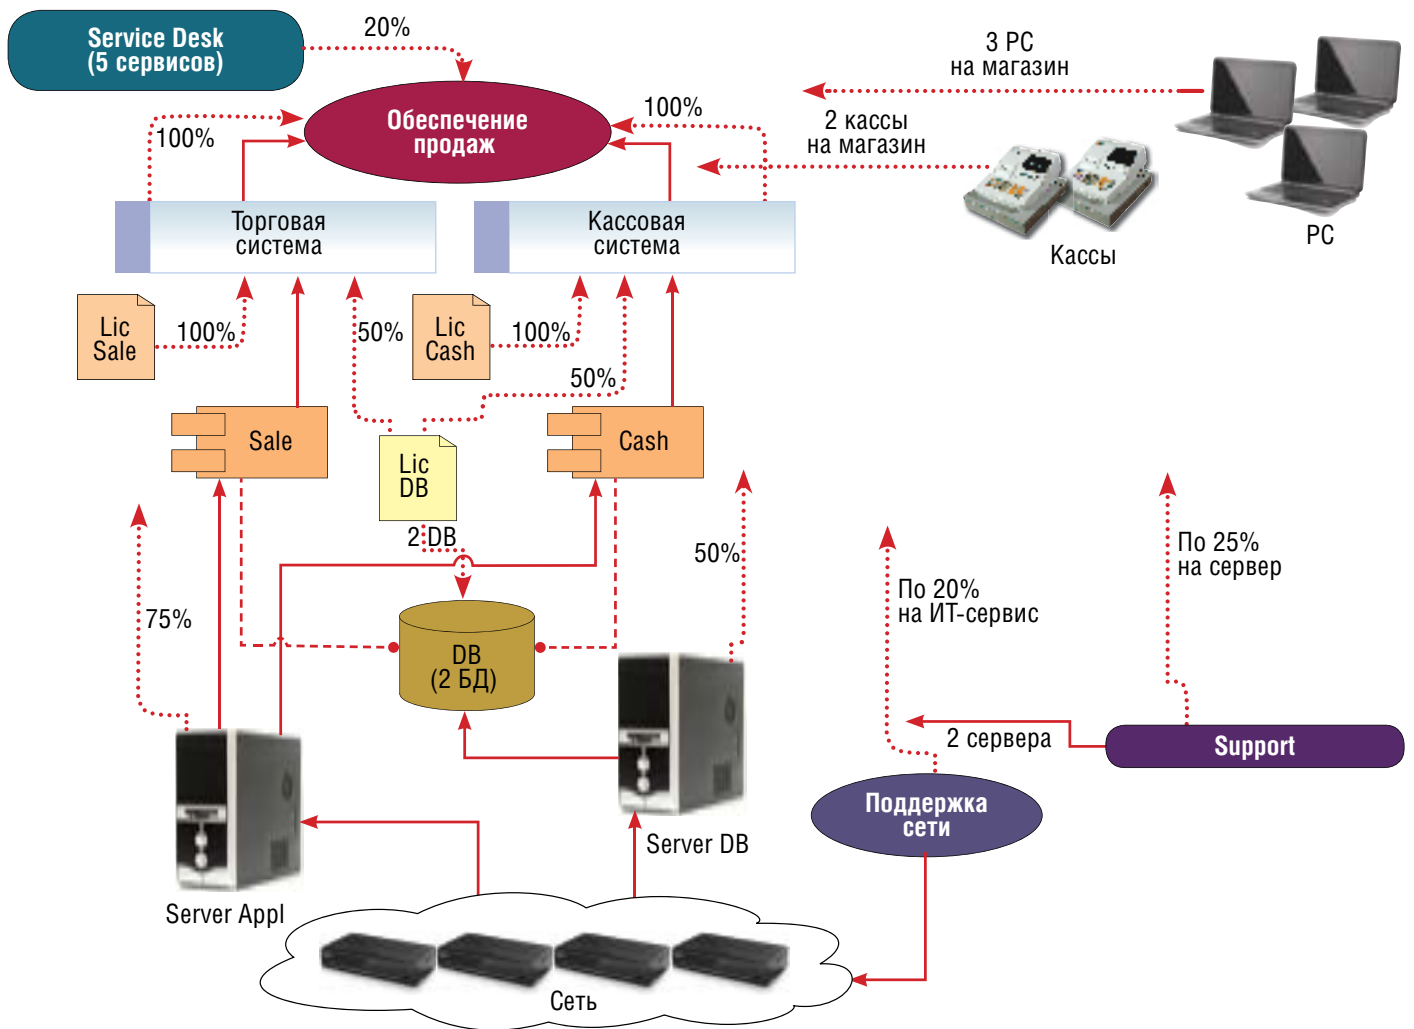 Service Desk
(5 сервисов)
20%
3 PC
на магазин
100%
Обеспечение
продаж
100%
2 кассы
на магазин
Торговая
система
Кассовая
система
Кассы
PC
Lic
Sale
100%
50%
Lic
Cash
100%
50%
Sale
Lic
DB
Cash
2 DB
50%
По 25%
на сервер
75%
По 20%
на ИТ-сервис
DB
(2 БД)
2 сервера
Support
Поддержка
сети
Server DB
Server Appl
Сеть